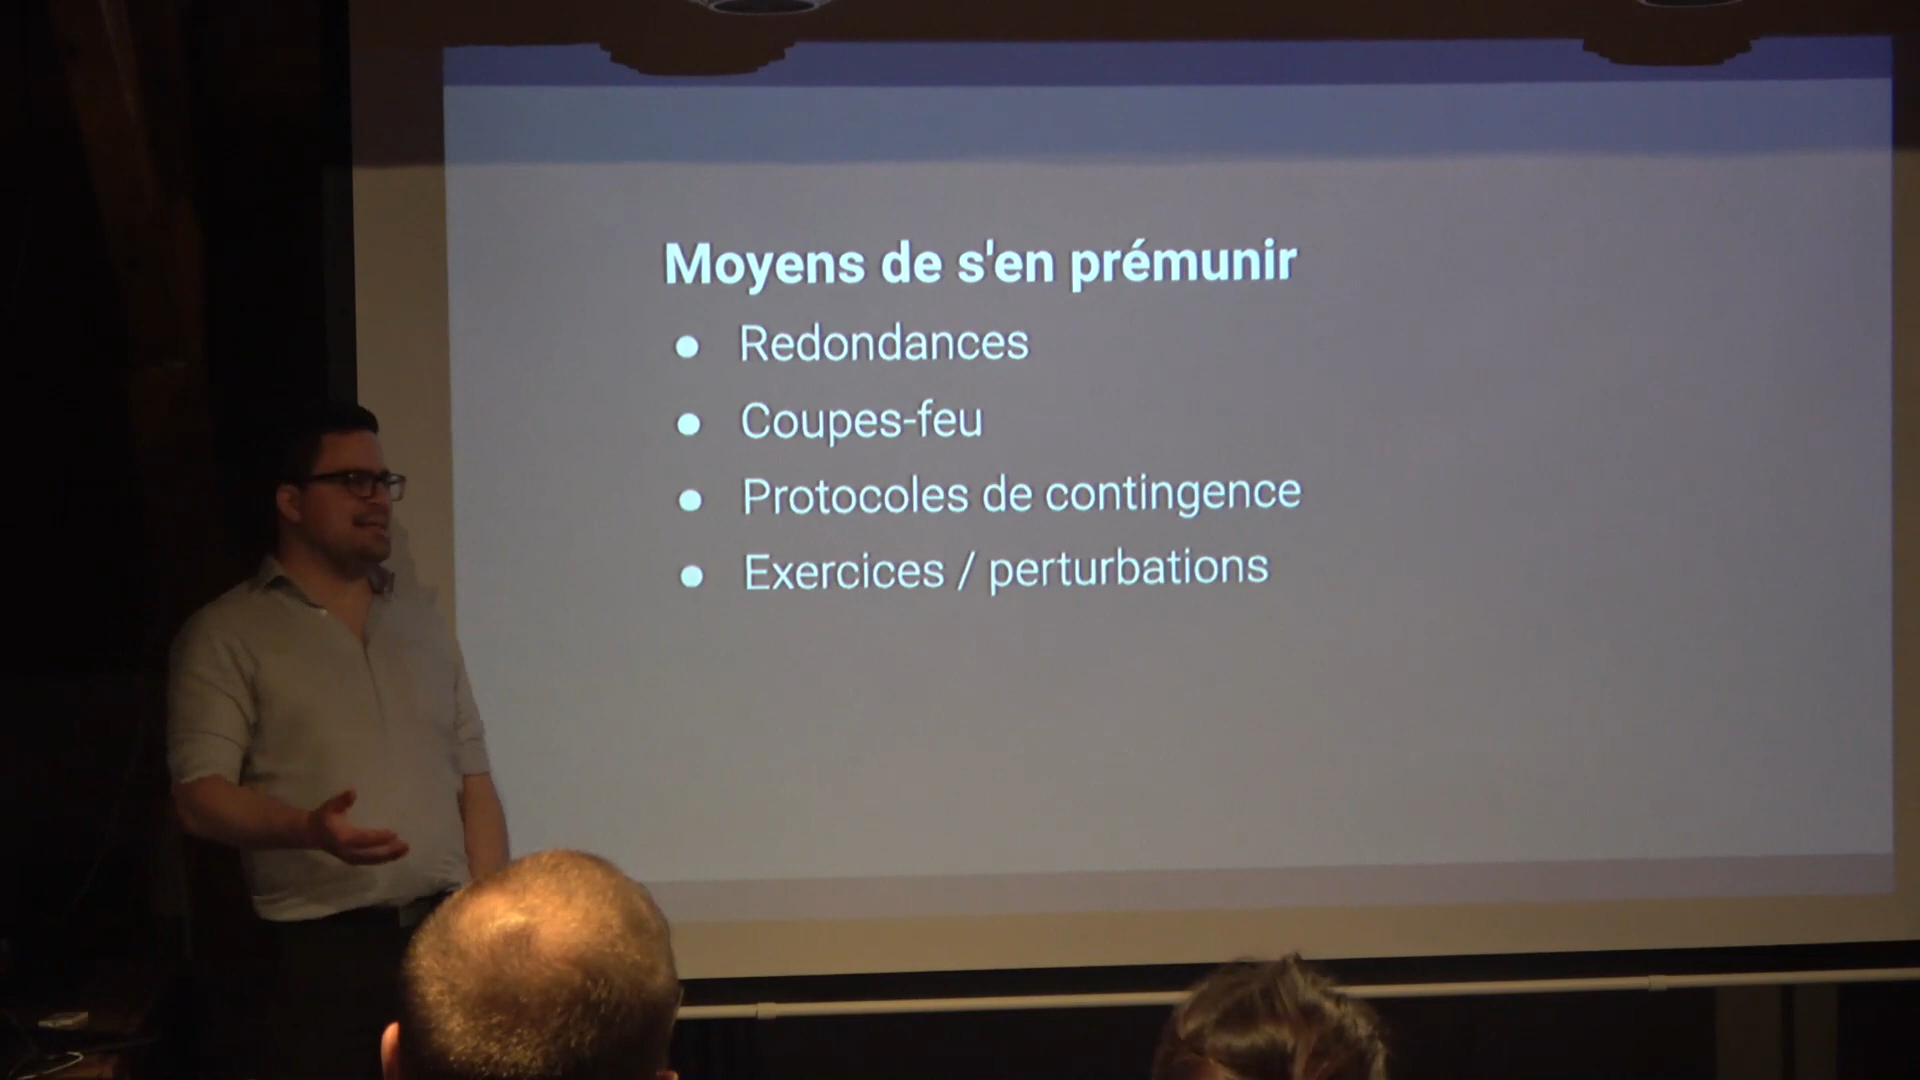 Moyens de s'en prémunir
● Redondances
● Coupes-feu
● Protocoles de contingence
● Exercices / perturbations